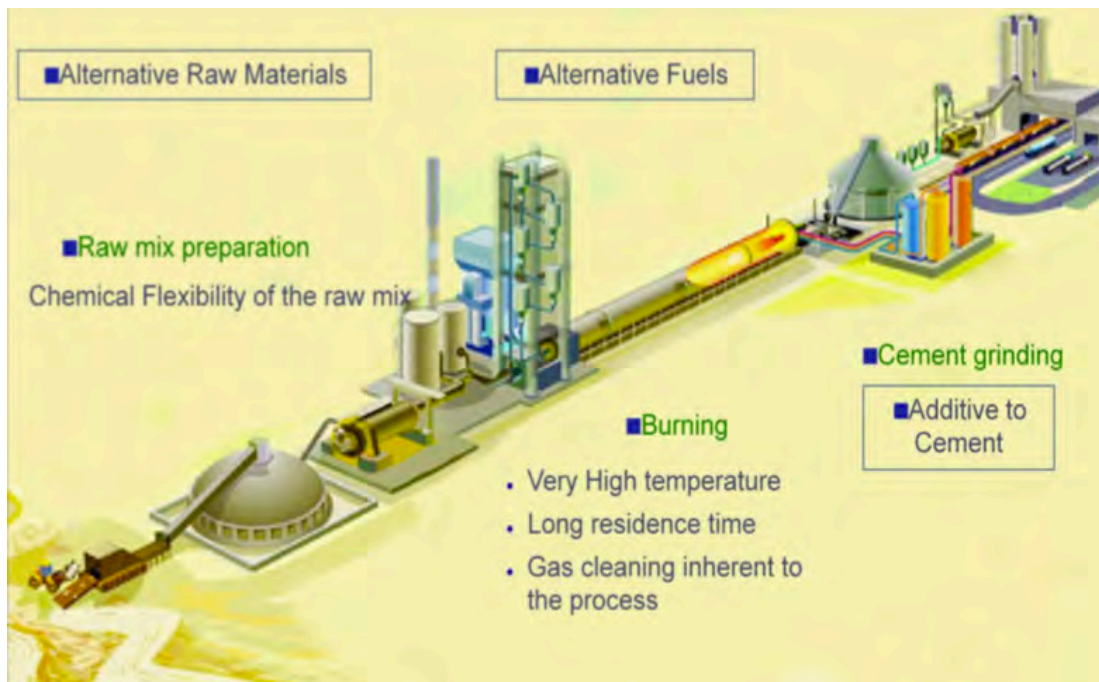 ■Alternative Raw Materials
■Alternative Fuels
■Raw mix preparation
Chemical Flexibility of the raw mix
■Cement grinding
■Additive to
Cement
■Burning
• Very High temperature
• Long residence time
• Gas cleaning inherent to
the process